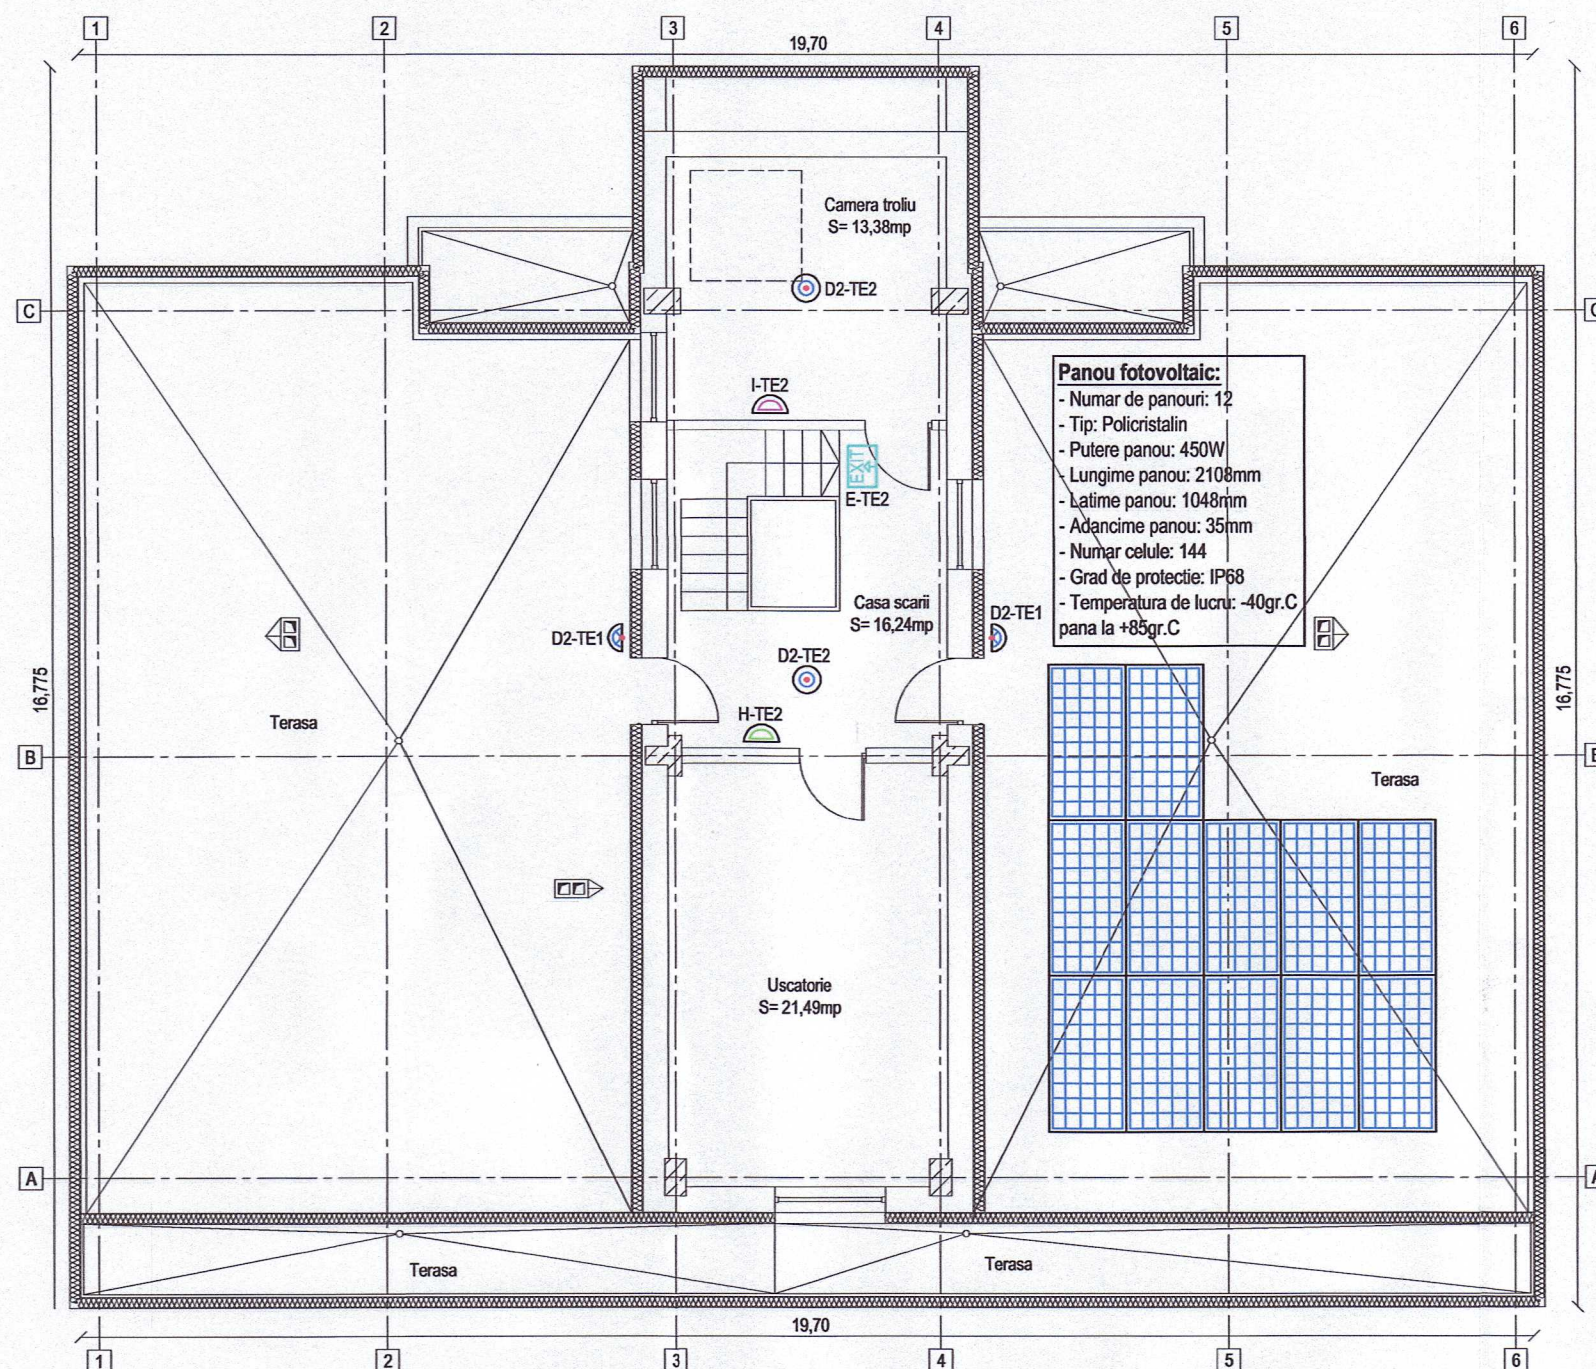 1 2 3 4 5 6
19,70
Camera troliu
S= 13,38mp
D2-TE2
C
Panou fotovoltaic:
- Numar de panouri: 12
- Tip: Policristalin
- Putere panou: 450W
- Lungime panou: 2108mm
- Latime panou: 1048mm
- Adancime panou: 35mm
- Numar celule: 144
- Grad de protectie: IP68
- Temperatura de lucru: -40gr.C
pana la +85gr.C
I-TE2
EXIT
E-TE2
Casa scarii
S= 16,24mp
D2-TE1
D2-TE1
D2-TE2
16,775
16,775
Terasa
H-TE2
B
Terasa
Uscatorie
S= 21,49mp
A
Terasa
Terasa
19,70
1 2 3 4 5 6